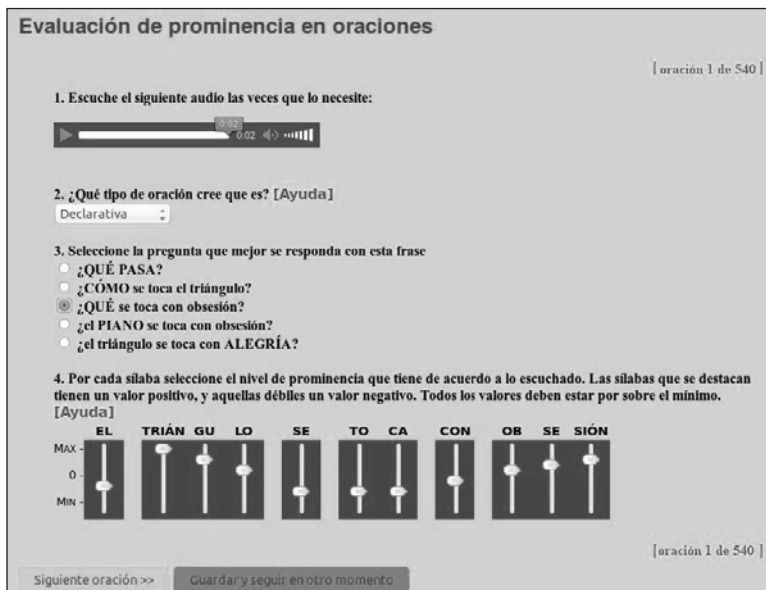 Evaluación de prominencia en oraciones
[oración 1 de 540]
1. Escuche el siguiente audio las veces que lo necesite:
0:02
0:02
2. ¿Qué tipo de oración cree que es? [Ayuda]
Declarativa
3. Seleccione la pregunta que mejor se responda con esta frase
¿QUÉ PASA?
¿CÓMO se toca el triángulo?
¿QUÉ se toca con obsesión?
¿el PIANO se toca con obsesión?
¿el triángulo se toca con ALEGRÍA?
4. Por cada sílaba seleccione el nivel de prominencia que tiene de acuerdo a lo escuchado. Las sílabas que se destacan
tienen un valor positivo, y aquellas débiles un valor negativo. Todos los valores deben estar por sobre el mínimo.
[Ayuda]
EL TRIÁN GU LO SE TO CA CON OB SE SIÓN
MAX -
0 -
MIN -
[oración 1 de 540 ]
Siguiente oración >> Guardar y seguir en otro momento